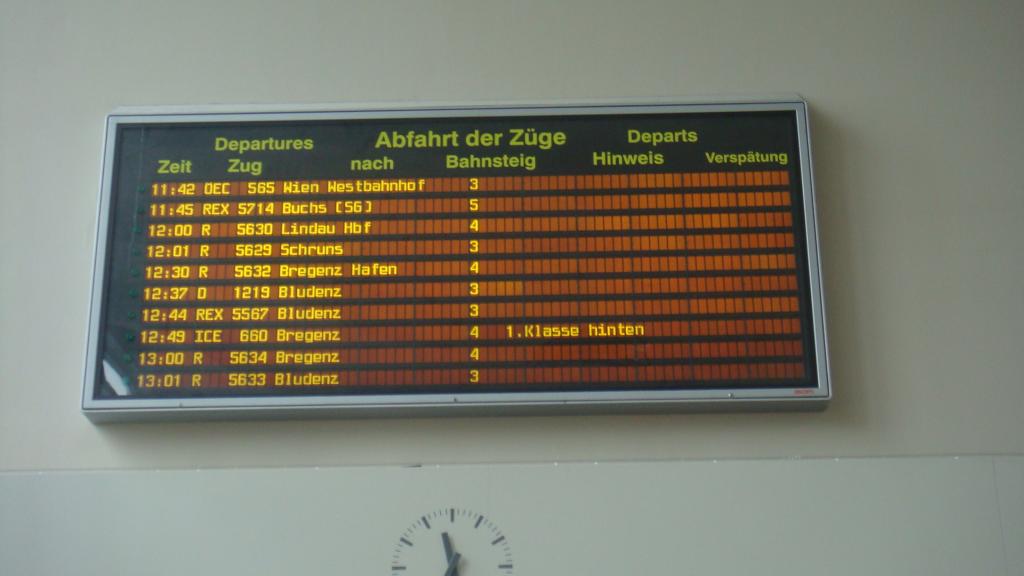 Departures Abfahrt der Züge Departs
Zeit Zug nach Bahnsteig Hinweis Verspätung
11:42 OEC 565 Wien Westbahnhof 3
11:45 REX 5714 Buchs [SG] 5
12:00 R 5630 Lindau Hbf 4
12:01 R 5629 Schruns 3
12:30 R 5632 Bregenz Hafen 4
12:37 D 1219 Bludenz 3
12:44 REX 5567 Bludenz 3
12:49 ICE 660 Bregenz 4 1.Klasse hinten
13:00 R 5634 Bregenz 4
13:01 R 5633 Bludenz 3